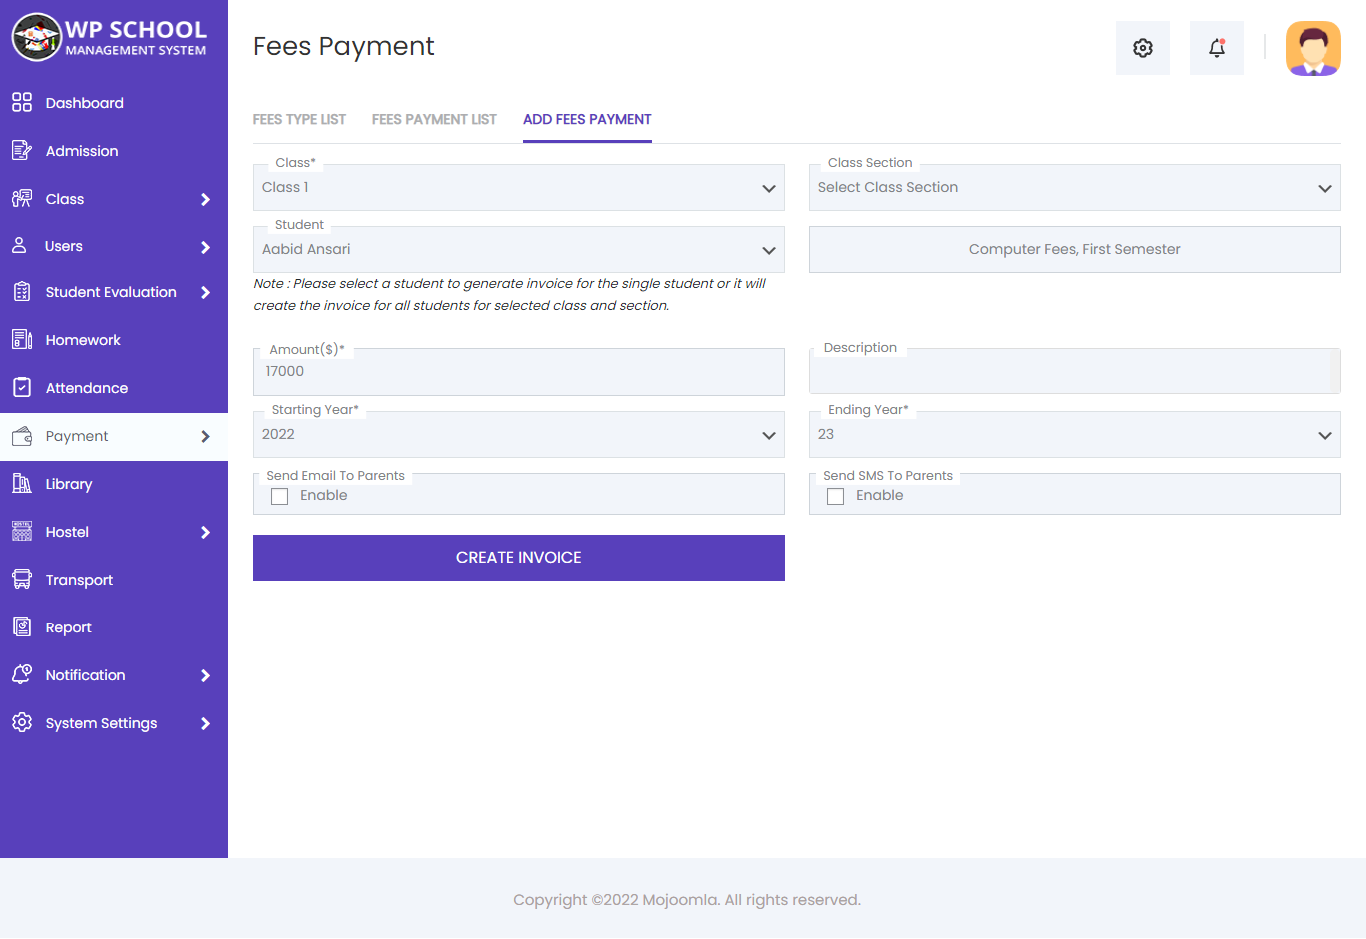 WP SCHOOL
MANAGEMENT SYSTEM
Dashboard
Admission
Class
Users
Student Evaluation
Homework
Attendance
Payment
Library
Hostel
Transport
Report
Notification
System Settings
Fees Payment
FEES TYPE LIST FEES PAYMENT LIST ADD FEES PAYMENT
Class*
Class 1
Class Section
Select Class Section
Student
Aabid Ansari
Computer Fees, First Semester
Note : Please select a student to generate invoice for the single student or it will
create the invoice for all students for selected class and section.
Amount($)*
17000
Description
Starting Year*
2022
Ending Year*
23
Send Email To Parents
Enable
Send SMS To Parents
Enable
CREATE INVOICE
Copyright ©2022 Mojoomla. All rights reserved.